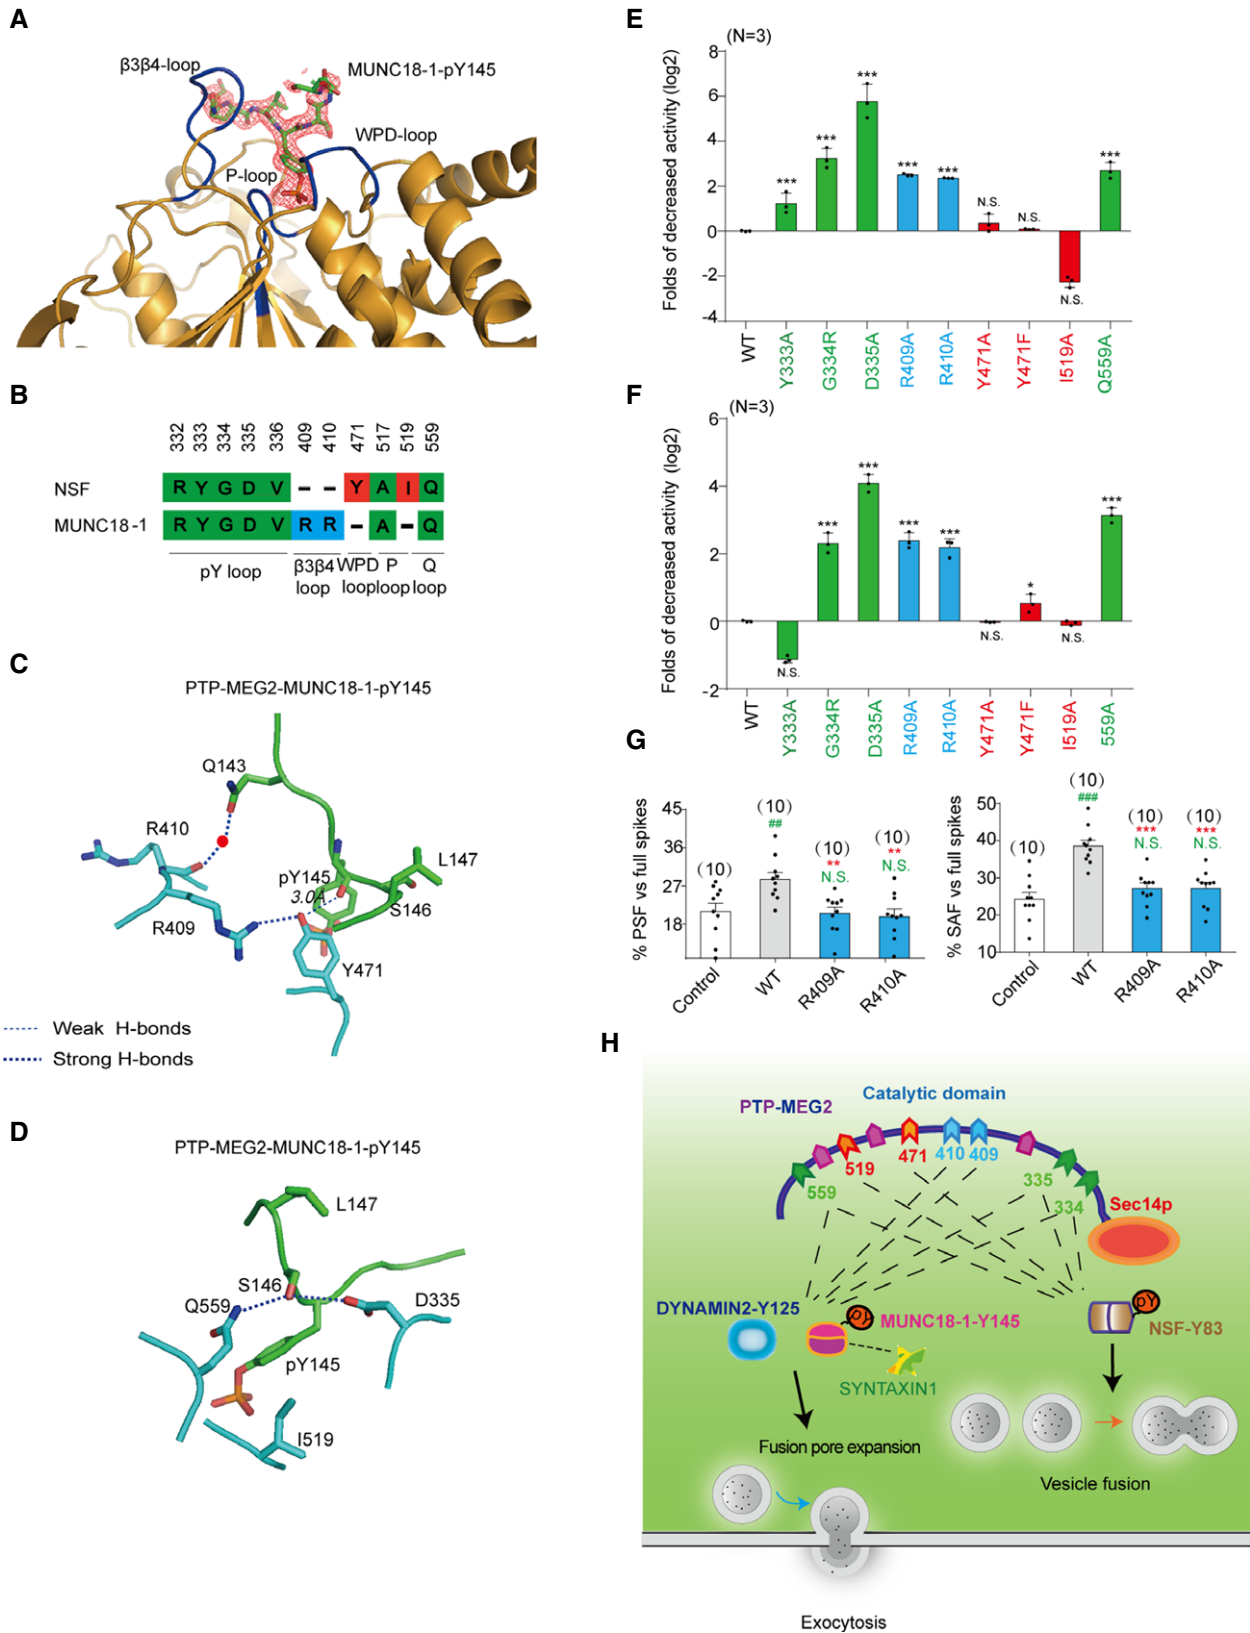 A
β3β4-loop
MUNC18-1-pY145
WPD-loop
P-loop
B
332 333 334 335 336 409 410 471 517 519 559
NSF R Y G D V – – Y A I Q
MUNC18-1 R Y G D V R R – A – Q
pY loop β3β4 loop WPD loop P loop Q loop
C
PTP-MEG2-MUNC18-1-pY145
Q143
R410
L147
pY145
3.0A
S146
R409
Y471
Weak H-bonds
Strong H-bonds
D
PTP-MEG2-MUNC18-1-pY145
L147
S146
Q559
D335
pY145
I519
E
(N=3)
Folds of decreased activity (log2)
8
6
4
2
0
-2
-4
*** *** *** *** *** N.S. N.S. N.S. ***
WT Y333A G334R D335A R409A R410A Y471A Y471F I519A Q559A
F
(N=3)
Folds of decreased activity (log2)
6
4
2
0
-2
N.S. *** *** *** *** N.S. * N.S. ***
WT Y333A G334R D335A R409A R410A Y471A Y471F I519A 559A
G
% PSF vs full spikes
45
36
27
18
(10) (10) (10) (10)
## ** **
N.S. N.S.
Control WT R409A R410A
% SAF vs full spikes
50
40
30
20
10
(10) (10) (10) (10)
### *** ***
N.S. N.S.
Control WT R409A R410A
H
PTP-MEG2
Catalytic domain
559 519 471 410 409 335 334
Sec14p
DYNAMIN2-Y125
pY
MUNC18-1-Y145
SYNTAXIN1
pY
NSF-Y83
Fusion pore expansion
Vesicle fusion
Exocytosis